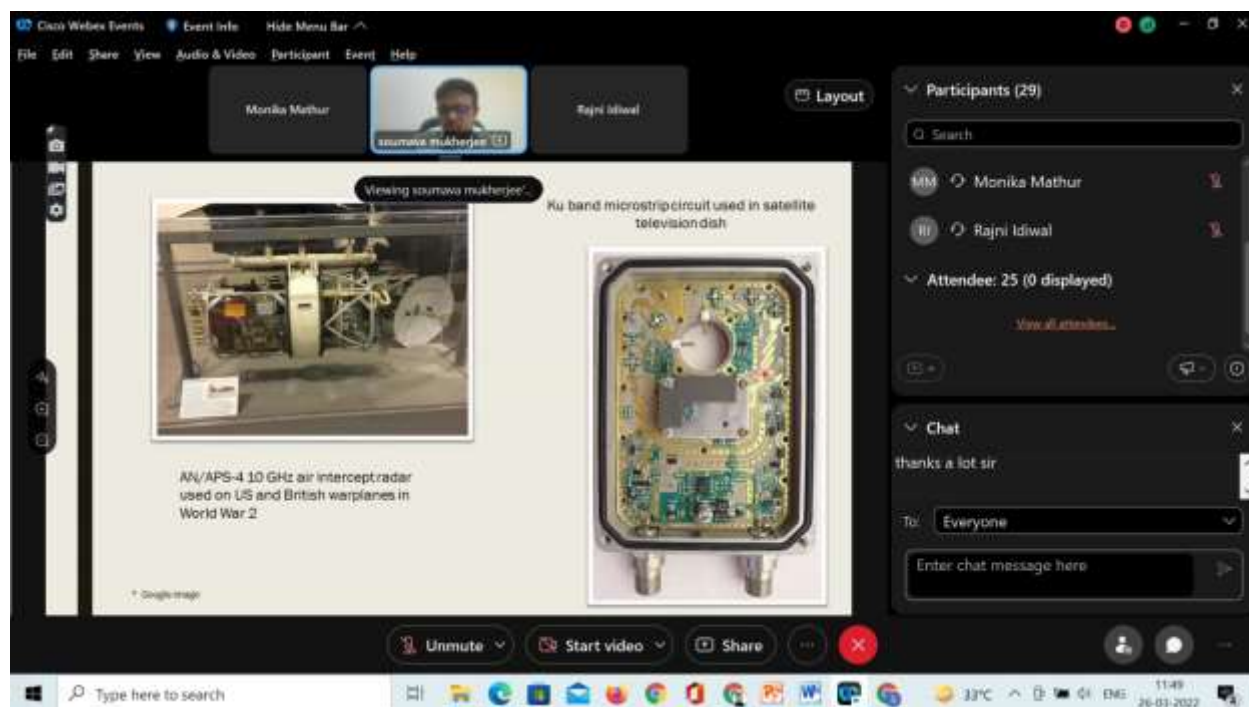 Cisco Webex Events Event Info Hide Menu Bar
File Edit Share View Audio & Video Participant Event Help
Monika Mathur
soumava mukherjee
Rajni Idiwal
Layout
Viewing soumava mukherjee'...
Ku band microstrip circuit used in satellite
television dish
AN/APS-4 10 GHz air intercept radar
used on US and British warplanes in
World War 2
* Google image
Participants (29)
Search
MM Monika Mathur
RI Rajni Idiwal
Attendee: 25 (0 displayed)
View all attendees...
Chat
thanks a lot sir
To: Everyone
Enter chat message here
Unmute Start video Share
Type here to search
33°C ENG 11:49
26-03-2022